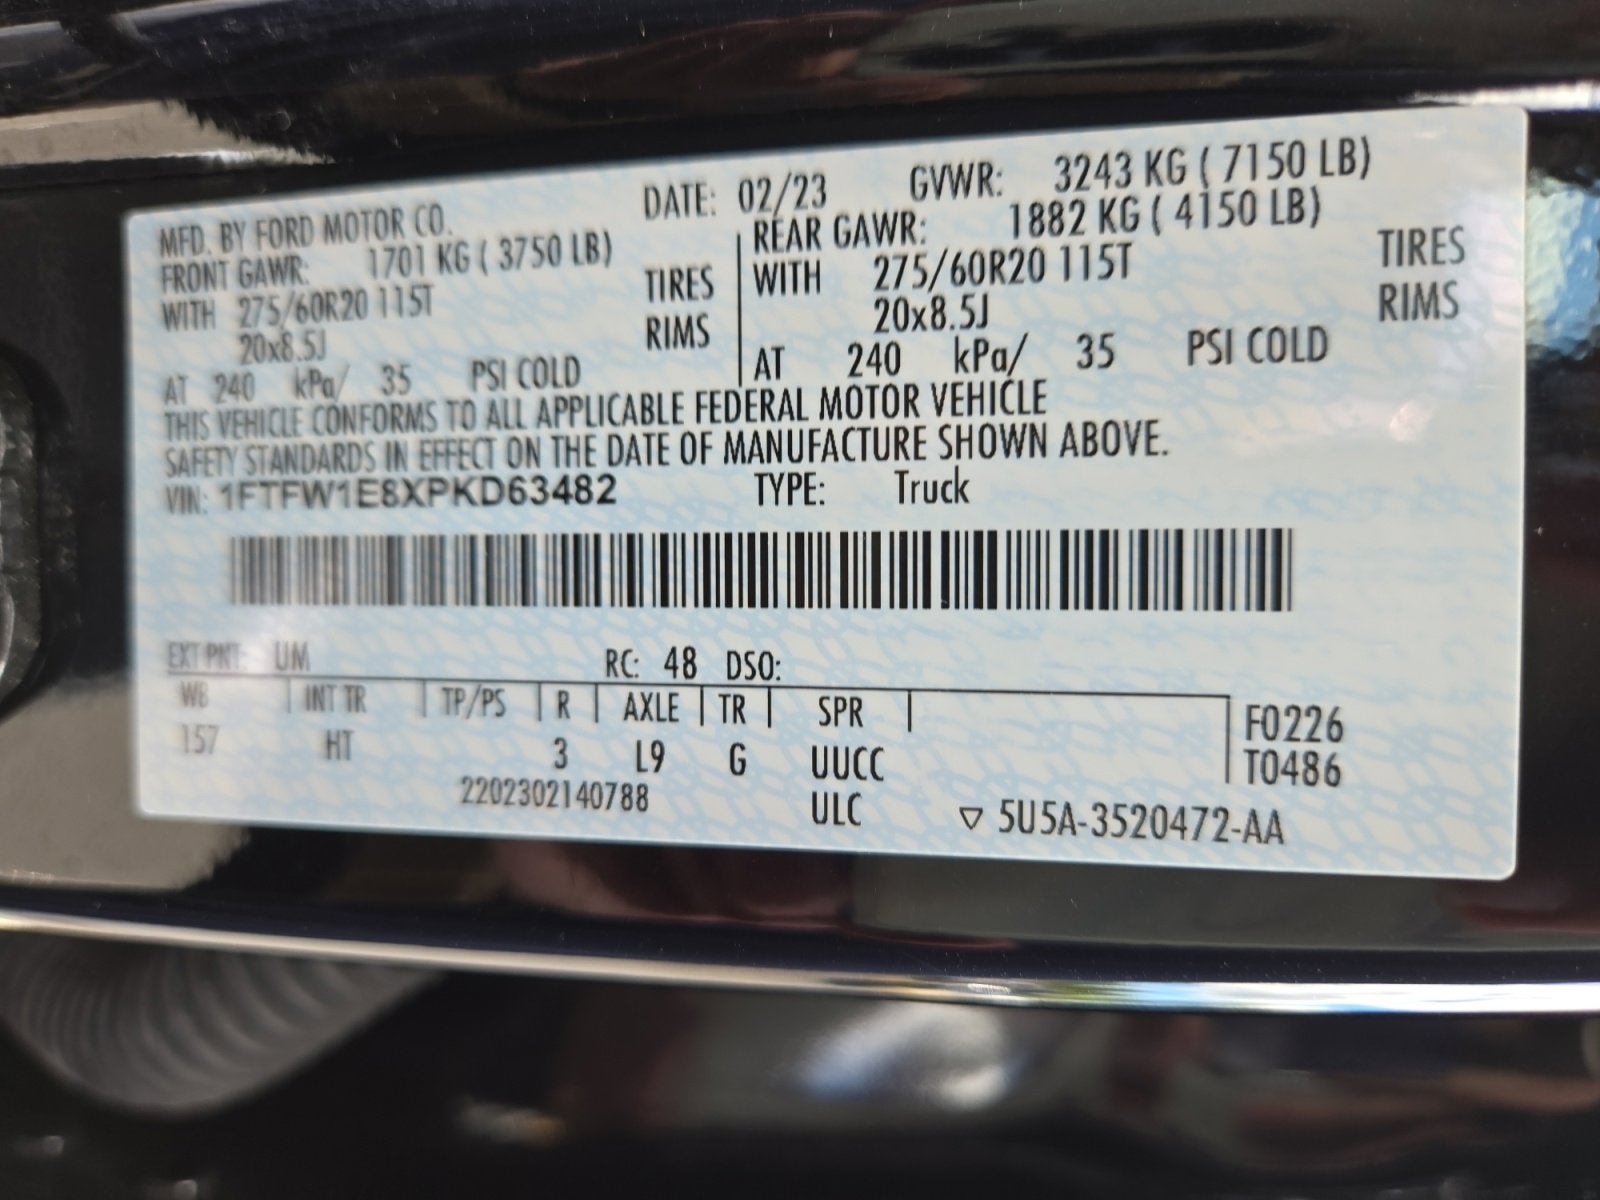 MFD. BY FORD MOTOR CO. DATE: 02/23 GVWR: 3243 KG ( 7150 LB)
FRONT GAWR: 1701 KG ( 3750 LB) REAR GAWR: 1882 KG ( 4150 LB)
WITH 275/60R20 115T TIRES WITH 275/60R20 115T TIRES
20x8.5J RIMS 20x8.5J RIMS
AT 240 kPa/ 35 PSI COLD AT 240 kPa/ 35 PSI COLD
THIS VEHICLE CONFORMS TO ALL APPLICABLE FEDERAL MOTOR VEHICLE
SAFETY STANDARDS IN EFFECT ON THE DATE OF MANUFACTURE SHOWN ABOVE.
VIN: 1FTFW1E8XPKD63482 TYPE: Truck
EXT PNT: UM RC: 48 DSO:
WB INT TR TP/PS R AXLE TR SPR F0226
157 HT 3 L9 G UUCC T0486
2202302140788 ULC ▽ 5U5A-3520472-AA